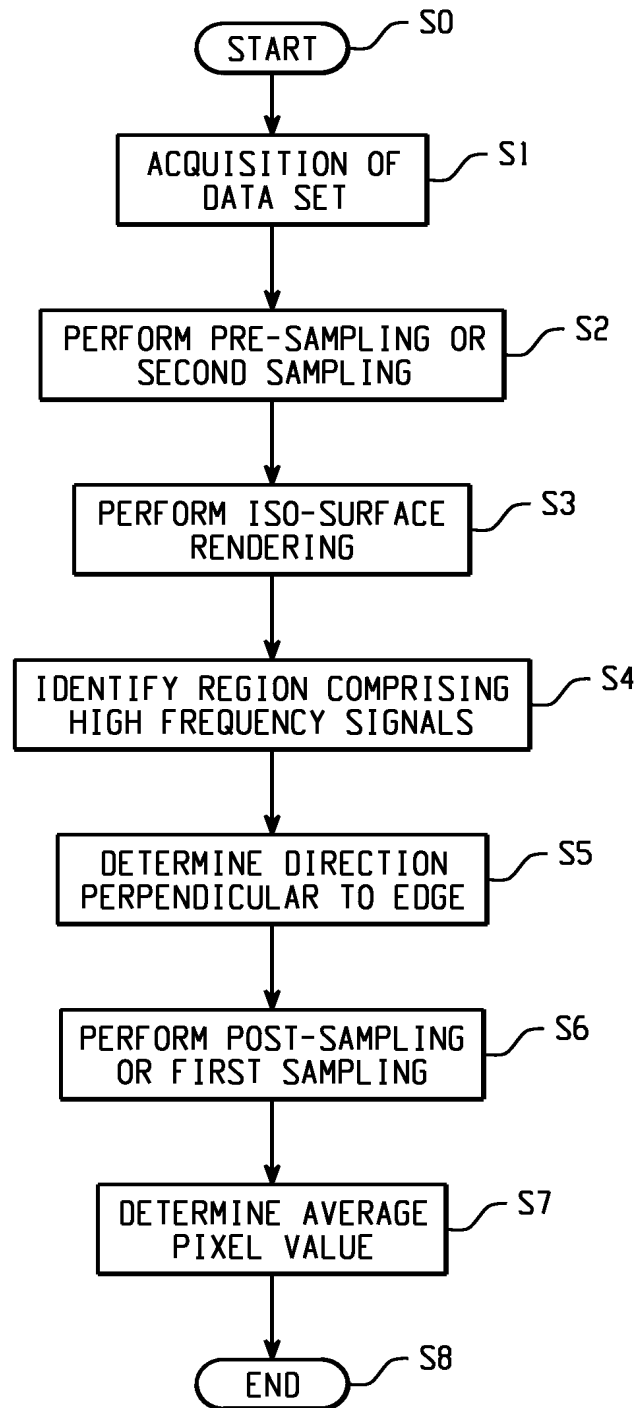 START
S0
ACQUISITION OF
DATA SET
S1
PERFORM PRE-SAMPLING OR
SECOND SAMPLING
S2
PERFORM ISO-SURFACE
RENDERING
S3
IDENTIFY REGION COMPRISING
HIGH FREQUENCY SIGNALS
S4
DETERMINE DIRECTION
PERPENDICULAR TO EDGE
S5
PERFORM POST-SAMPLING
OR FIRST SAMPLING
S6
DETERMINE AVERAGE
PIXEL VALUE
S7
END
S8